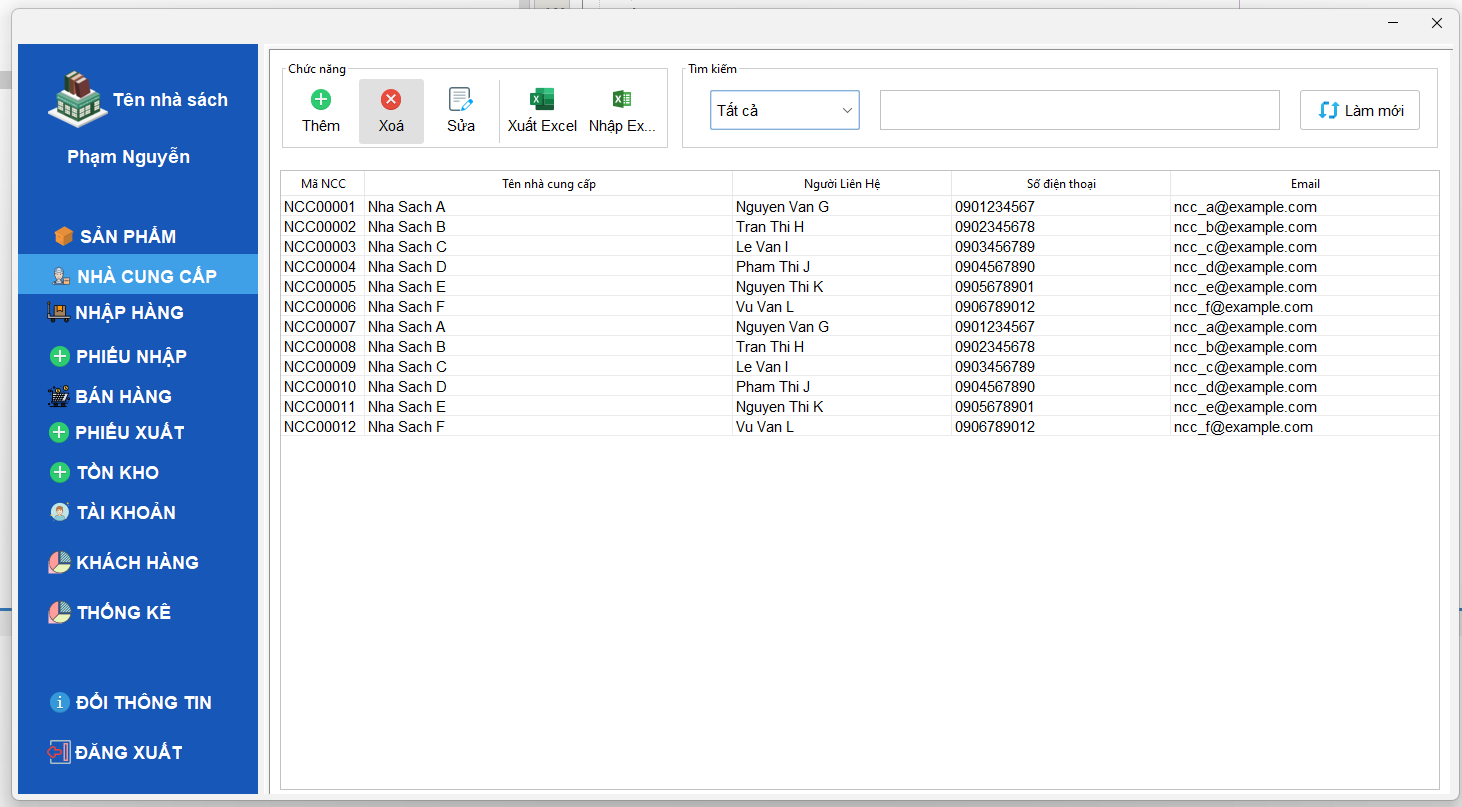 Tên nhà sách
Phạm Nguyễn
SẢN PHẨM
NHÀ CUNG CẤP
NHẬP HÀNG
PHIẾU NHẬP
BÁN HÀNG
PHIẾU XUẤT
TỒN KHO
TÀI KHOẢN
KHÁCH HÀNG
THỐNG KÊ
ĐỔI THÔNG TIN
ĐĂNG XUẤT
Chức năng
Thêm Xoá Sửa Xuất Excel Nhập Ex...
Tìm kiếm
Tất cả Làm mới
Mã NCC Tên nhà cung cấp Người Liên Hệ Số điện thoại Email
NCC00001 Nha Sach A Nguyen Van G 0901234567 ncc_a@example.com
NCC00002 Nha Sach B Tran Thi H 0902345678 ncc_b@example.com
NCC00003 Nha Sach C Le Van I 0903456789 ncc_c@example.com
NCC00004 Nha Sach D Pham Thi J 0904567890 ncc_d@example.com
NCC00005 Nha Sach E Nguyen Thi K 0905678901 ncc_e@example.com
NCC00006 Nha Sach F Vu Van L 0906789012 ncc_f@example.com
NCC00007 Nha Sach A Nguyen Van G 0901234567 ncc_a@example.com
NCC00008 Nha Sach B Tran Thi H 0902345678 ncc_b@example.com
NCC00009 Nha Sach C Le Van I 0903456789 ncc_c@example.com
NCC00010 Nha Sach D Pham Thi J 0904567890 ncc_d@example.com
NCC00011 Nha Sach E Nguyen Thi K 0905678901 ncc_e@example.com
NCC00012 Nha Sach F Vu Van L 0906789012 ncc_f@example.com